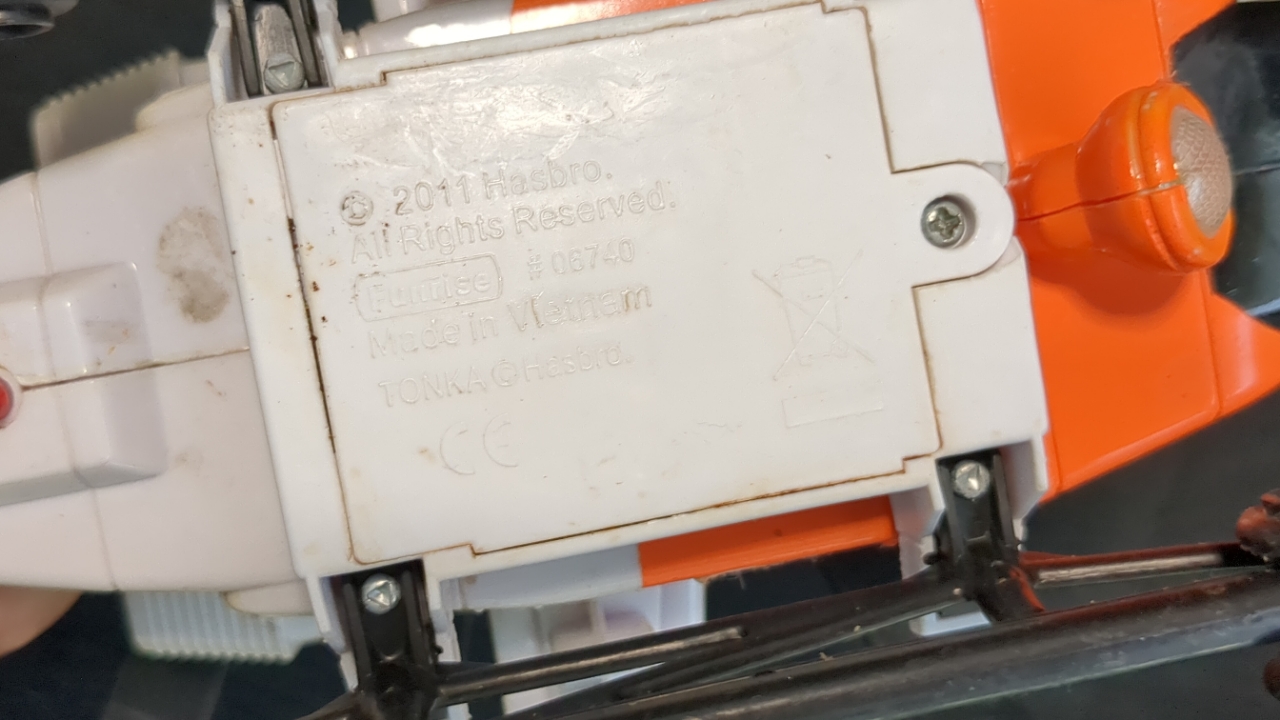 © 2011 Hasbro.
All Rights Reserved.
Funrise # 06740
Made in Vietnam
TONKA © Hasbro.
CE